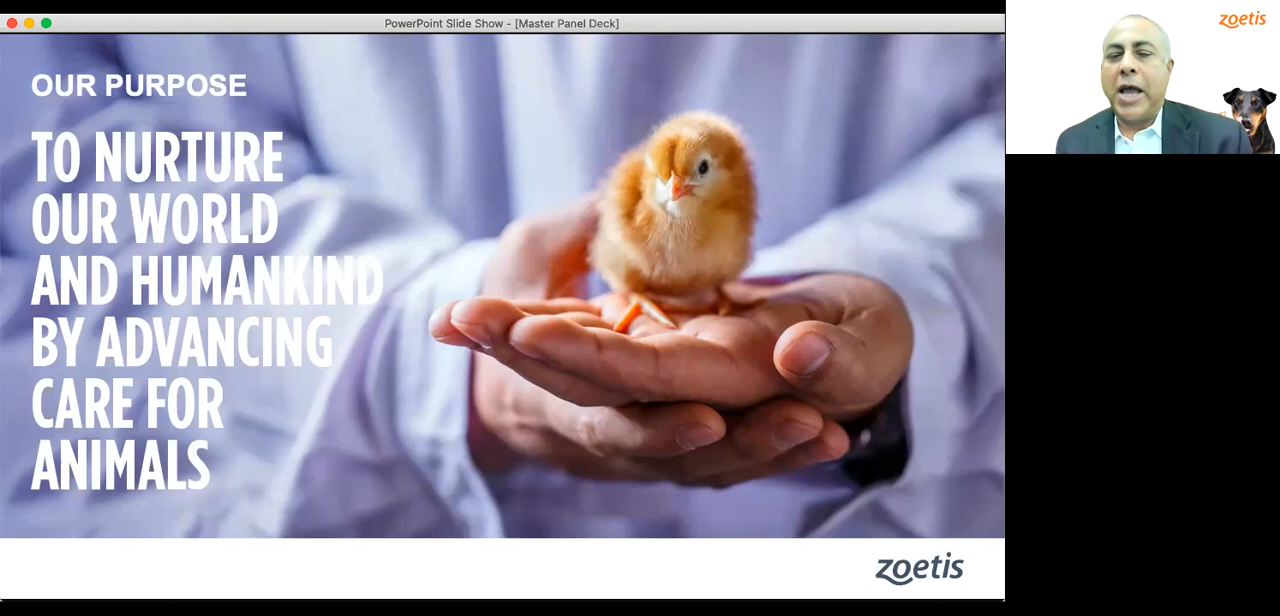 PowerPoint Slide Show - [Master Panel Deck]
zoetis
OUR PURPOSE
TO NURTURE
OUR WORLD
AND HUMANKIND
BY ADVANCING
CARE FOR
ANIMALS
zoetis